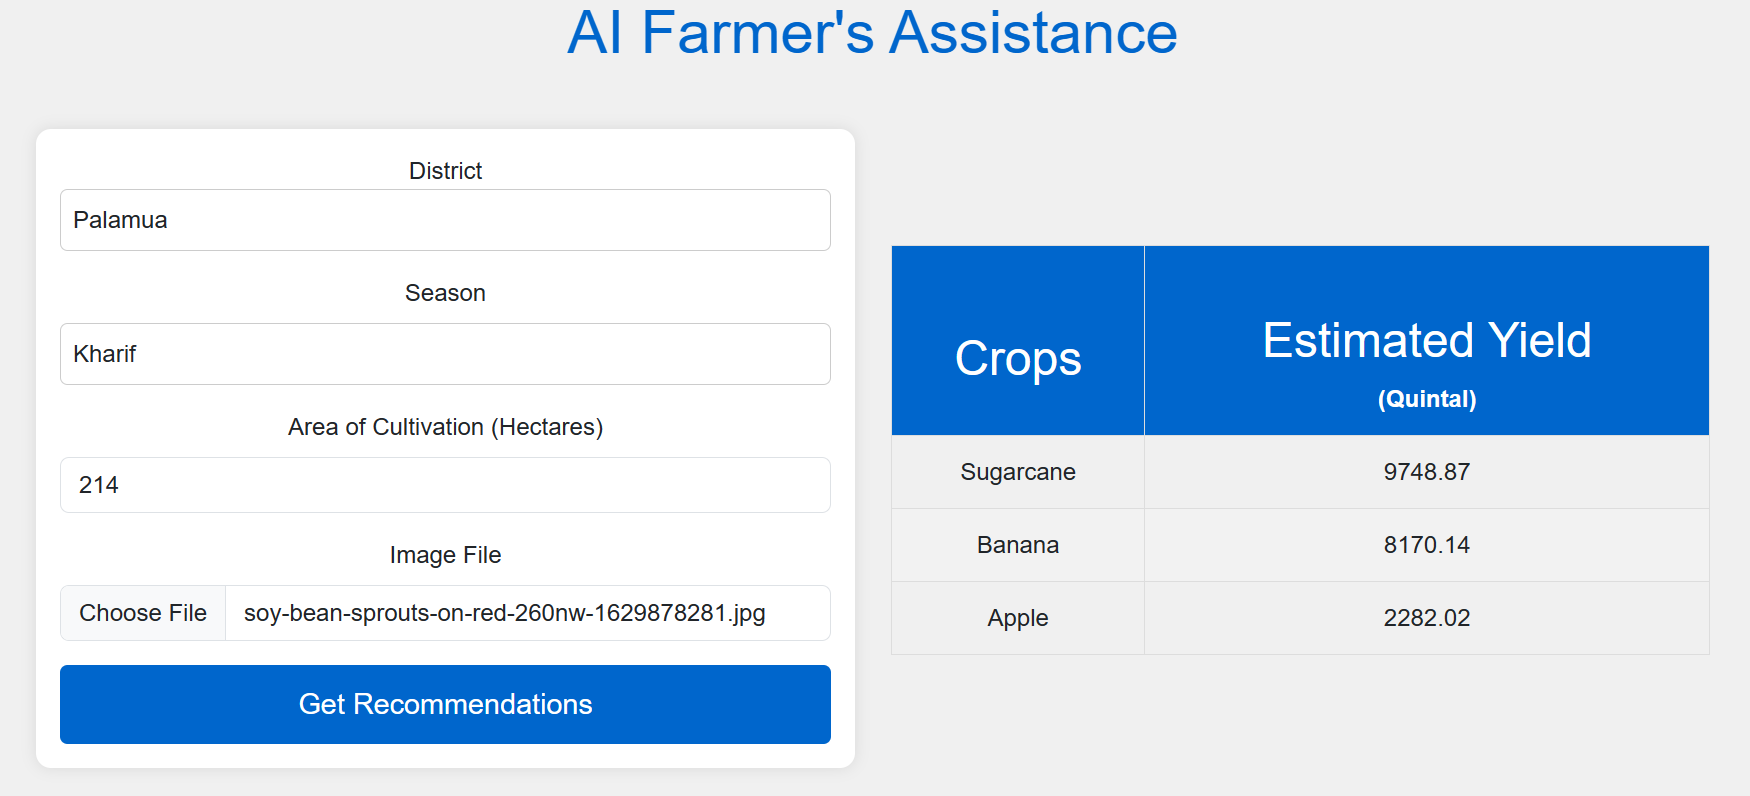 AI Farmer's Assistance
District
Palamua
Season
Kharif
Area of Cultivation (Hectares)
214
Image File
Choose File soy-bean-sprouts-on-red-260nw-1629878281.jpg
Get Recommendations
Crops Estimated Yield
(Quintal)
Sugarcane 9748.87
Banana 8170.14
Apple 2282.02